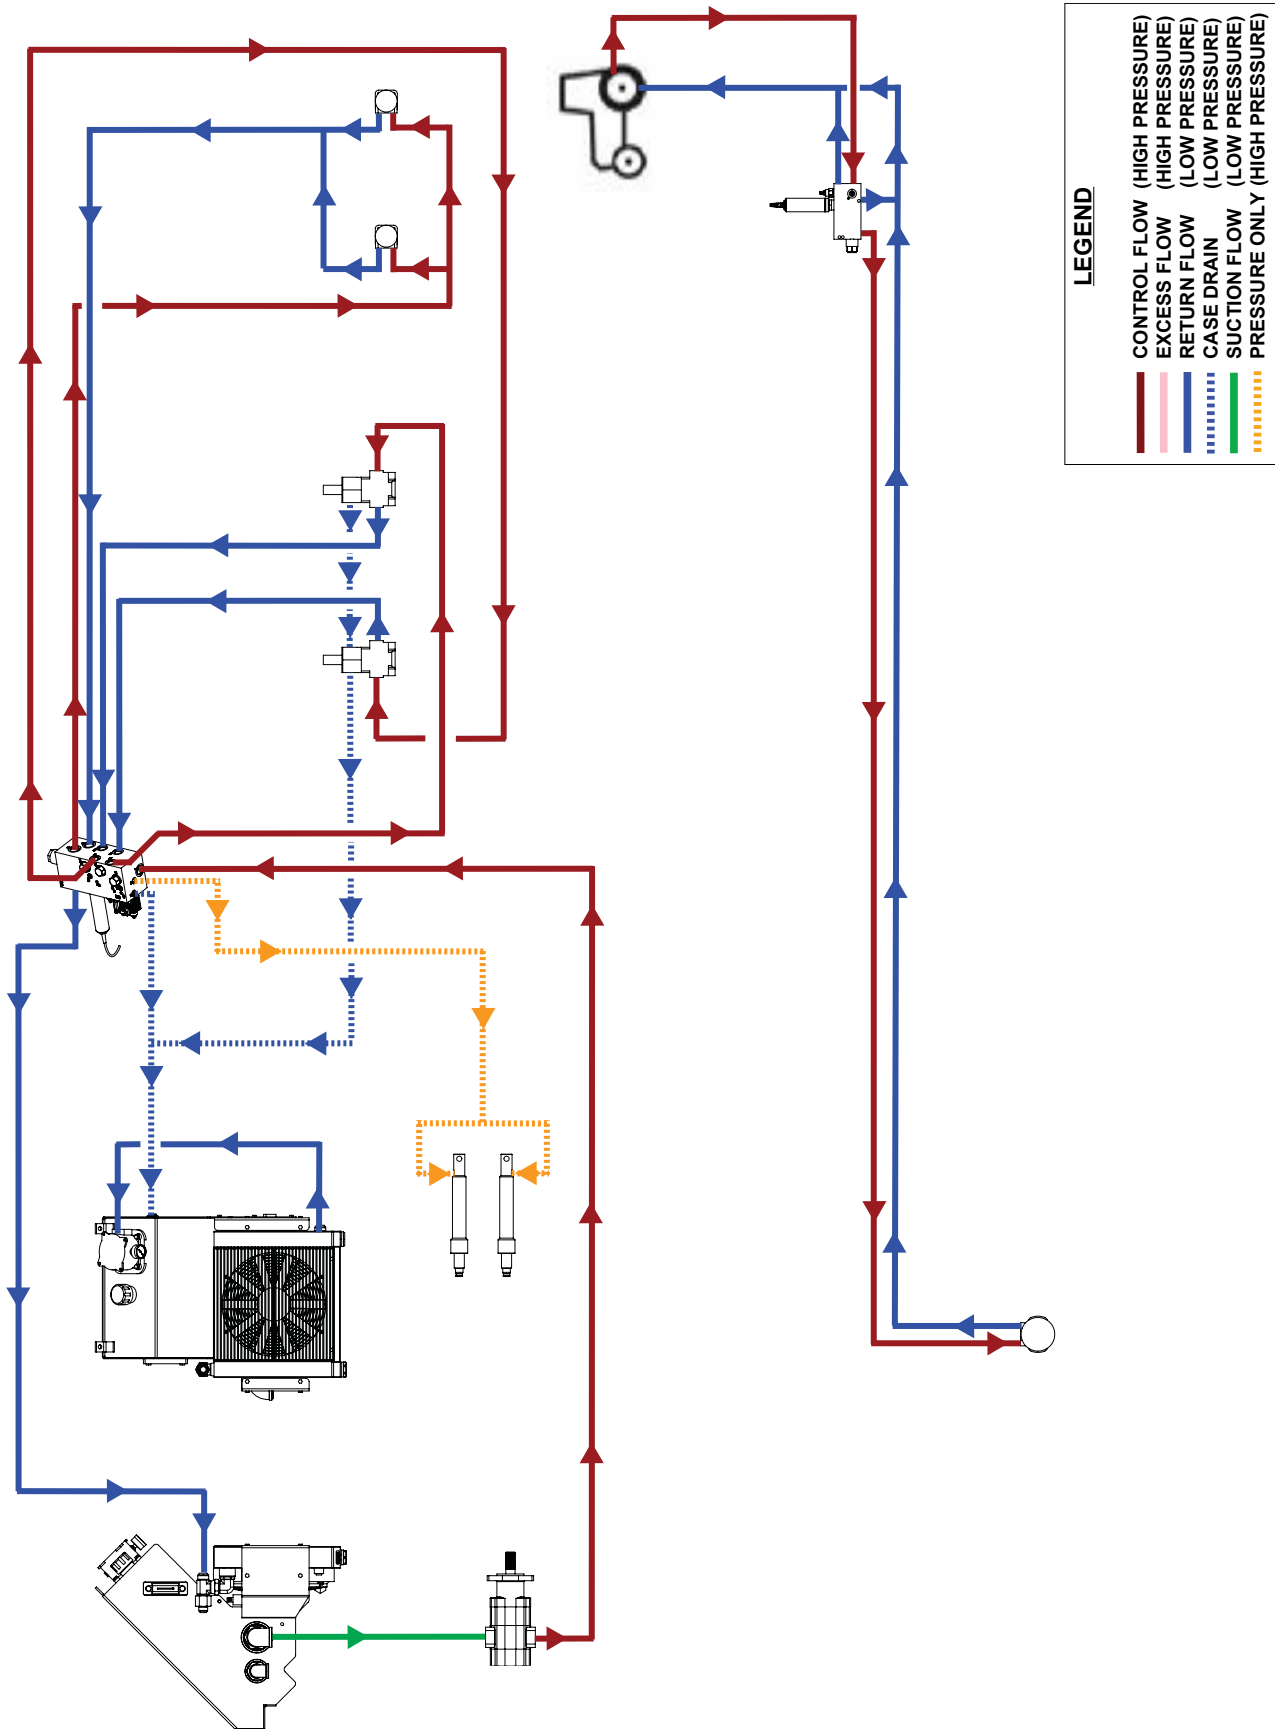 LEGEND
CONTROL FLOW (HIGH PRESSURE)
EXCESS FLOW (HIGH PRESSURE)
RETURN FLOW (LOW PRESSURE)
CASE DRAIN (LOW PRESSURE)
SUCTION FLOW (LOW PRESSURE)
PRESSURE ONLY (HIGH PRESSURE)